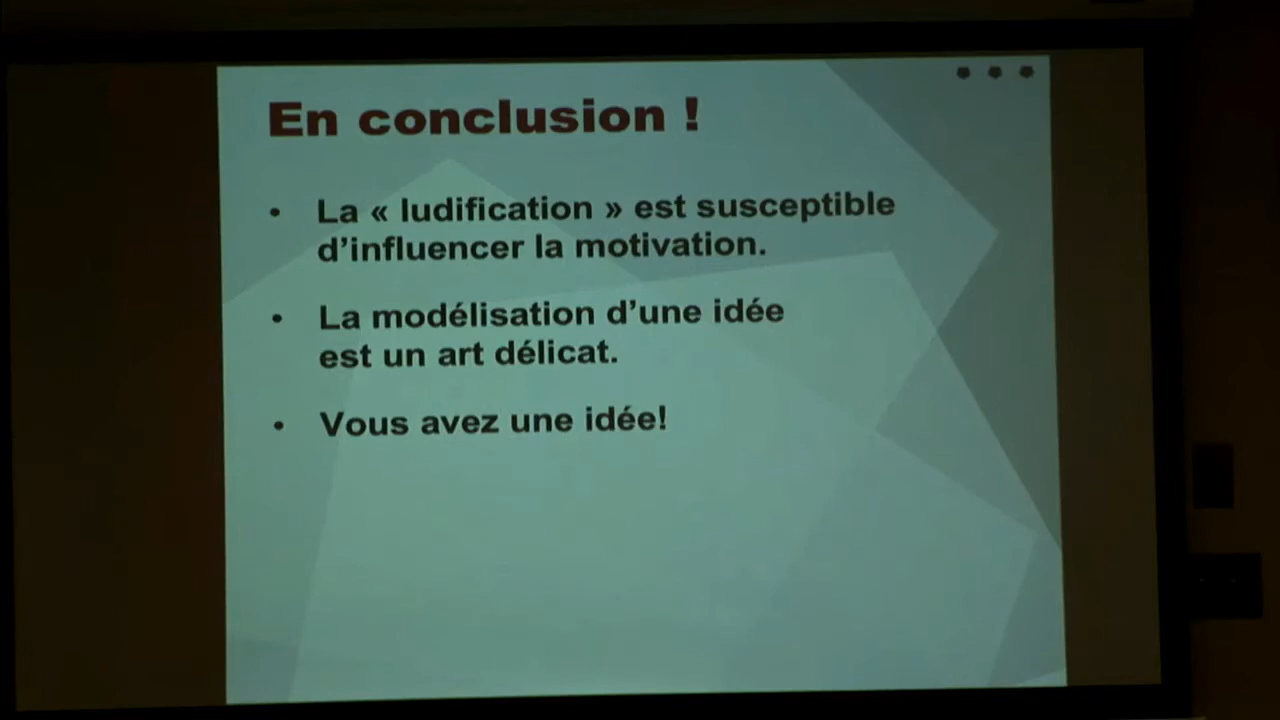 En conclusion !
• La « ludification » est susceptible
d’influencer la motivation.
• La modélisation d’une idée
est un art délicat.
• Vous avez une idée!